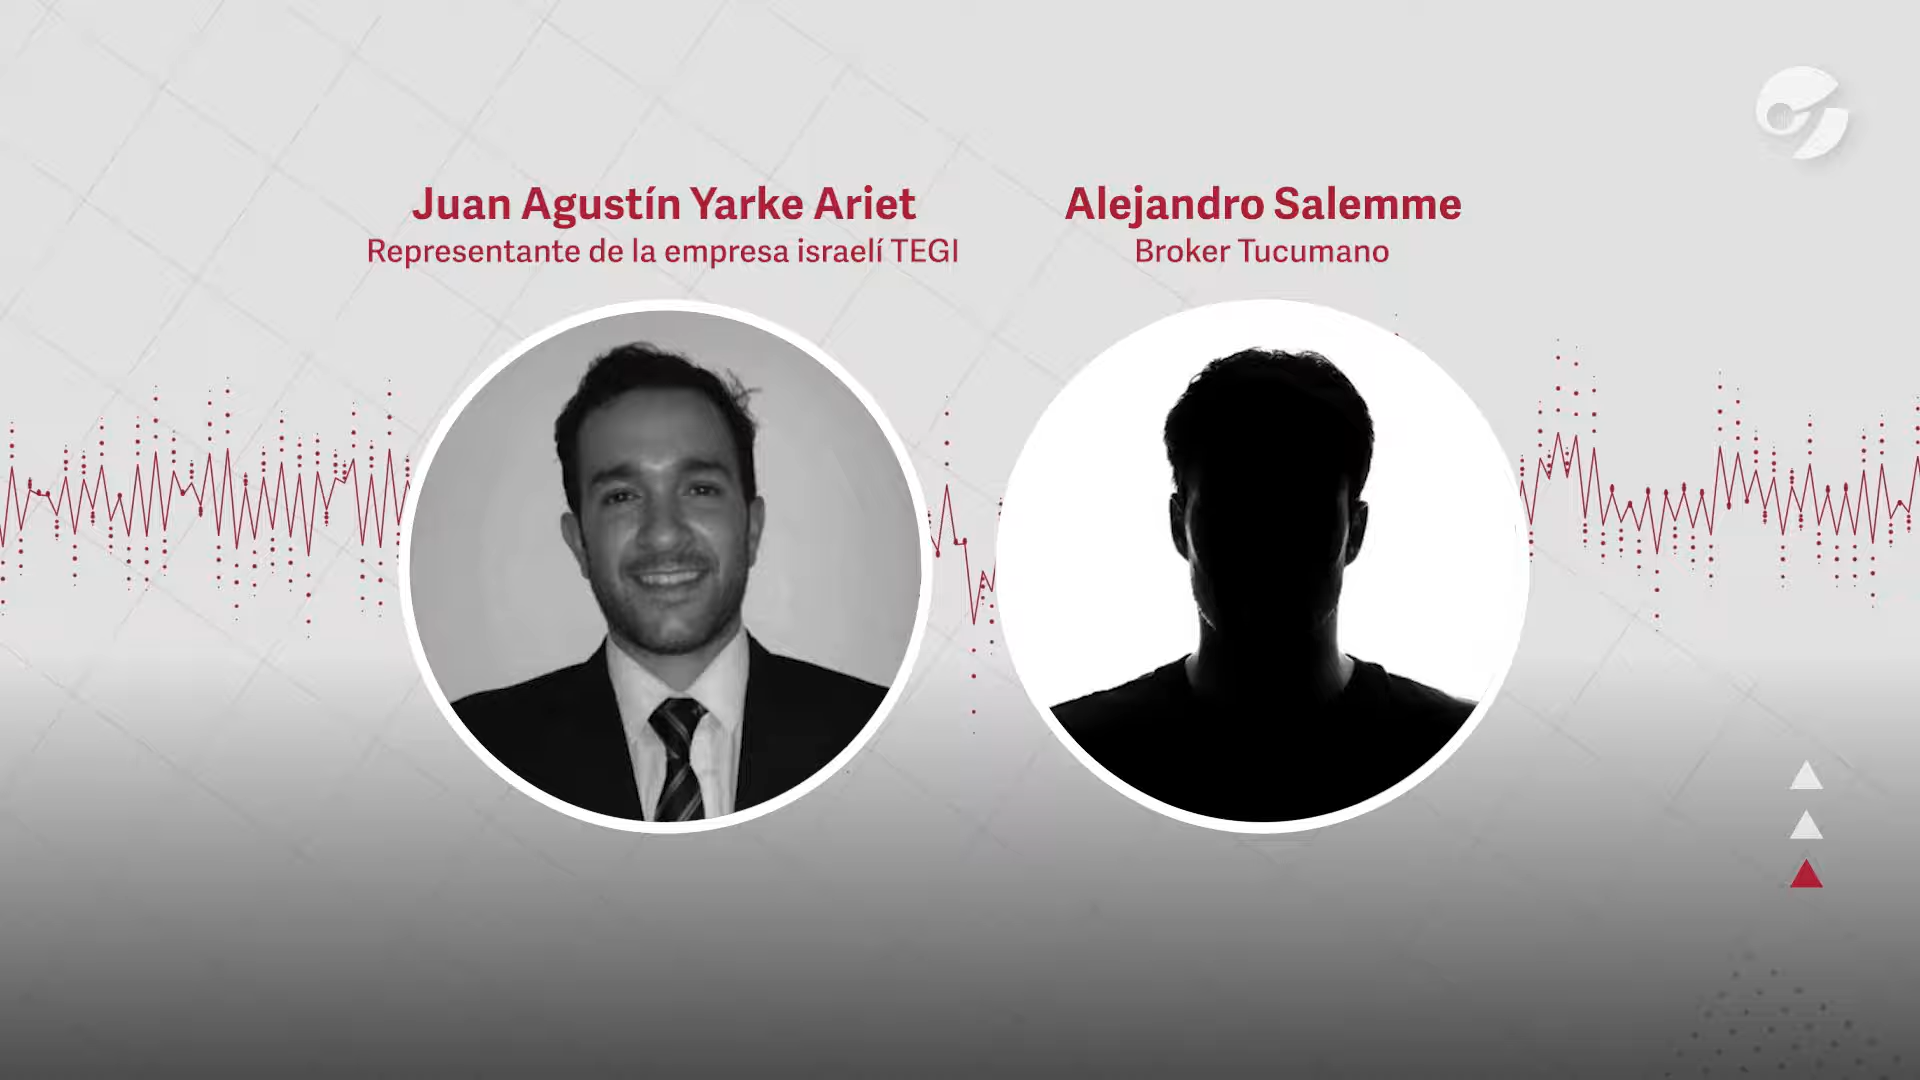 Juan Agustín Yarke Ariet
Representante de la empresa israelí TEGI
Alejandro Salemme
Broker Tucumano